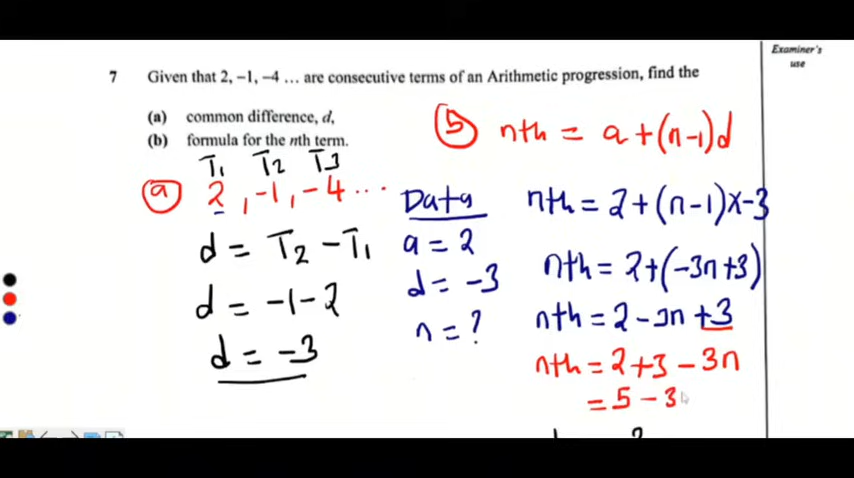 Examiner's
use
7 Given that 2, −1, −4 ... are consecutive terms of an Arithmetic progression, find the
(a) common difference, d,
(b) formula for the nth term.
T₁ T₂ T₃
(a) 2, -1, -4 ...
d = T₂ - T₁
d = -1 - 2
d = -3
Data
a = 2
d = -3
n = ?
(b) nth = a + (n-1)d
nth = 2 + (n-1)x-3
nth = 2+(-3n+3)
nth = 2 - 3n +3
nth = 2+3 - 3n
= 5 - 3